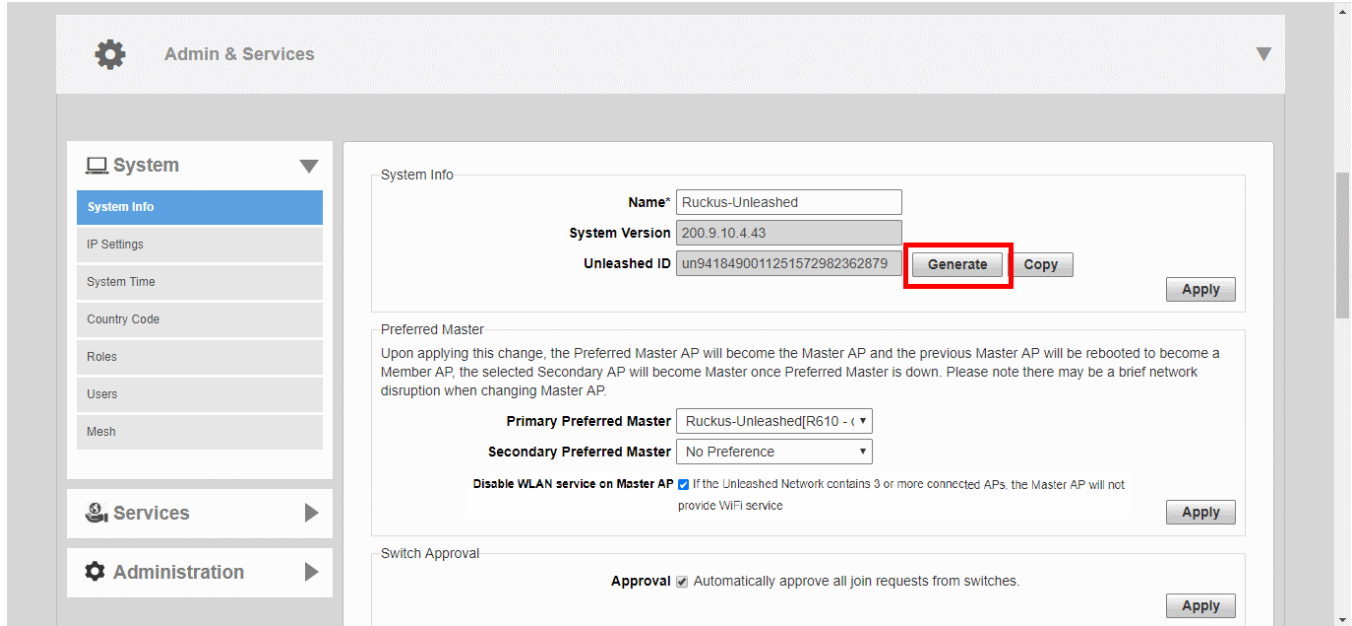 Admin & Services
System
System Info
IP Settings
System Time
Country Code
Roles
Users
Mesh
Services
Administration
System Info
Name* Ruckus-Unleashed
System Version 200.9.10.4.43
Unleashed ID un9418490011251572982362879 Generate Copy
Apply
Preferred Master
Upon applying this change, the Preferred Master AP will become the Master AP and the previous Master AP will be rebooted to become a
Member AP, the selected Secondary AP will become Master once Preferred Master is down. Please note there may be a brief network
disruption when changing Master AP.
Primary Preferred Master Ruckus-Unleashed[R610 - (
Secondary Preferred Master No Preference
Disable WLAN service on Master AP If the Unleashed Network contains 3 or more connected APs, the Master AP will not
provide WiFi service
Apply
Switch Approval
Approval Automatically approve all join requests from switches.
Apply